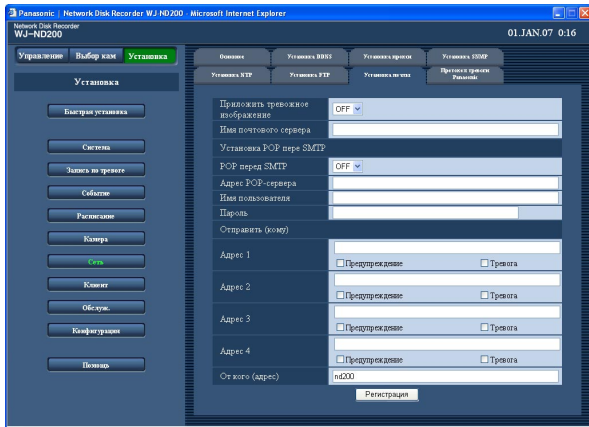 Panasonic | Network Disk Recorder WJ-ND200 - Microsoft Internet Explorer
Network Disk Recorder
WJ-ND200
01.JAN.07 0:16
Управление Выбор кам Установка
Установка
Быстрая установка
Система
Запись по тревоге
Событие
Расписание
Камера
Сеть
Клиент
Обслуж.
Конфигурация
Помощь
Основное Установка DDNS Установка прокси Установка SNMP
Установка NTP Установка FTP Установка почты Протокол тревоги Panasonic
Приложить тревожное
изображение OFF
Имя почтового сервера
Установка POP пере SMTP
POP перед SMTP OFF
Адрес POP-сервера
Имя пользователя
Пароль
Отправить (кому)
Адрес 1
Предупреждение Тревога
Адрес 2
Предупреждение Тревога
Адрес 3
Предупреждение Тревога
Адрес 4
Предупреждение Тревога
От кого (адрес) nd200
Регистрация